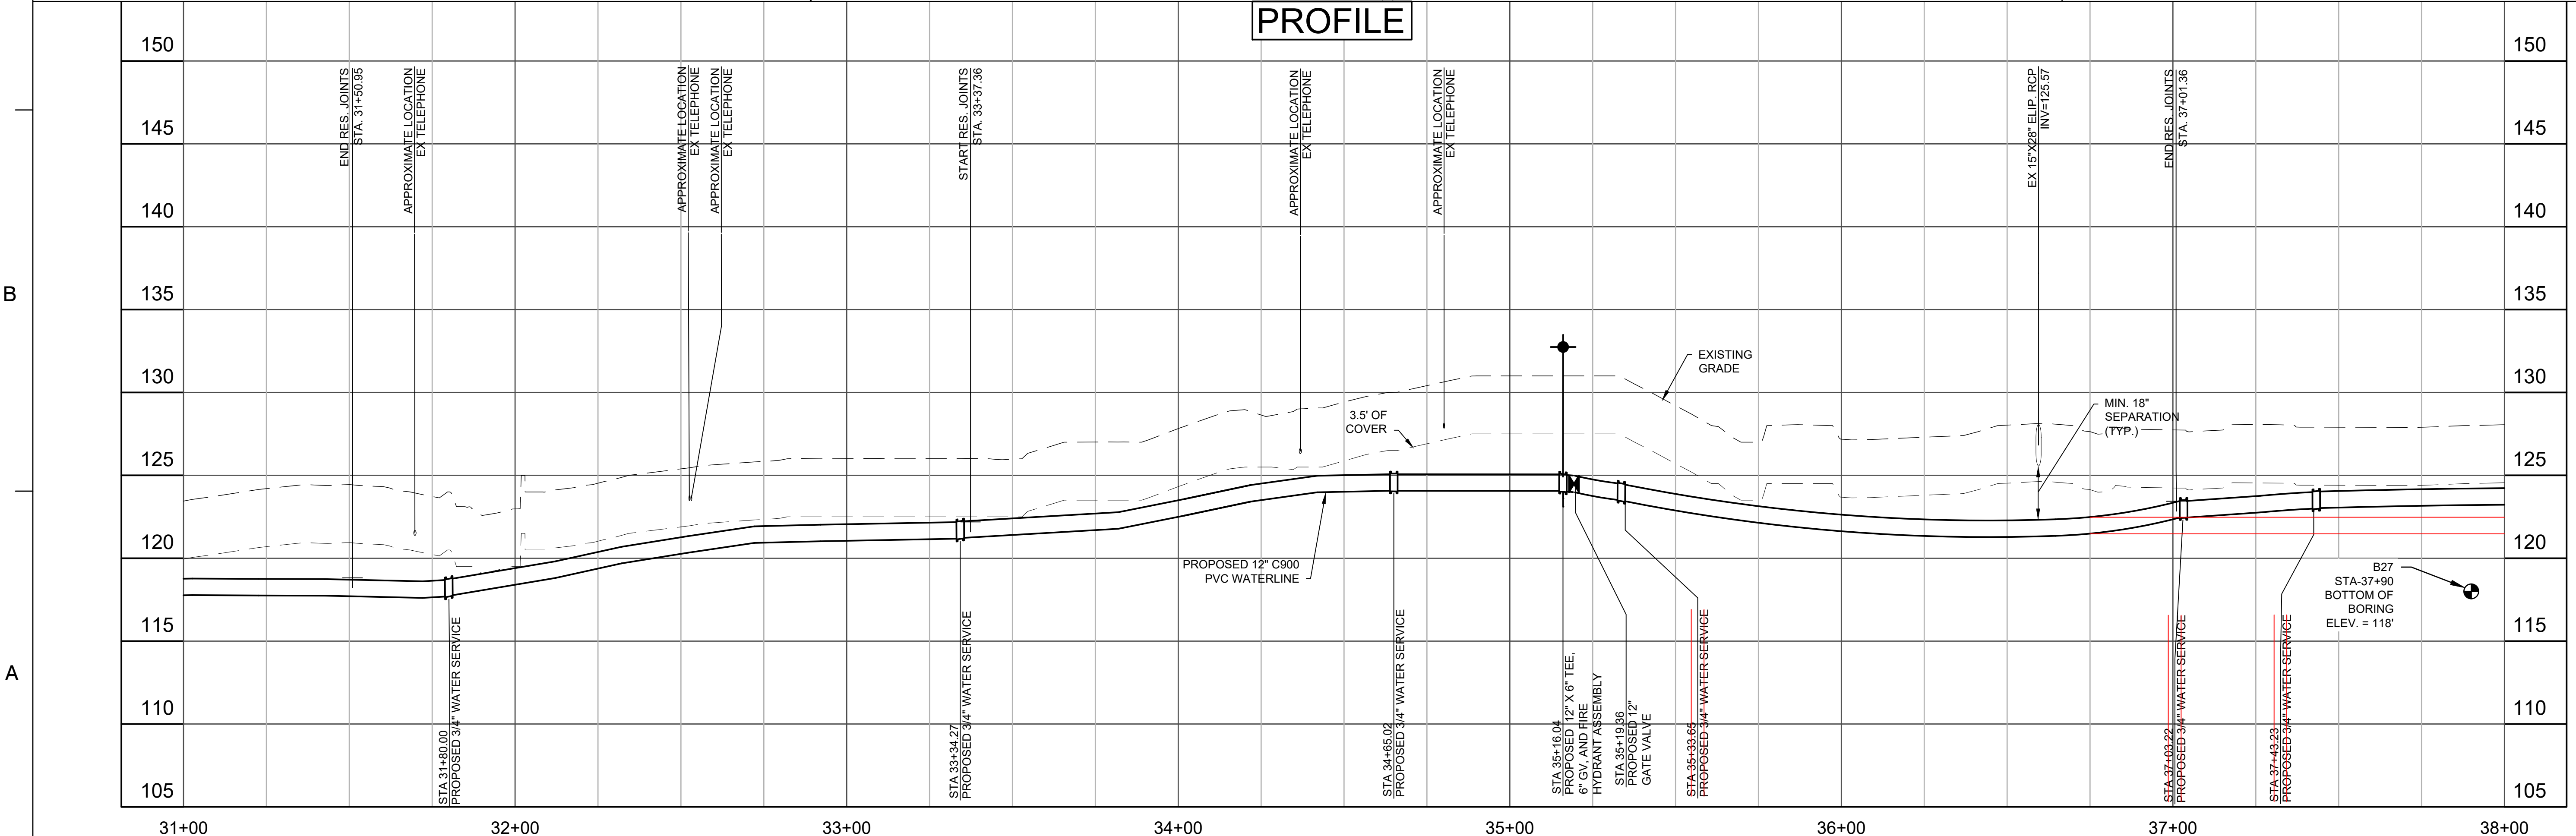 PROFILE
150
150
145
145
140
140
135
135
130
130
125
125
120
120
115
115
110
110
105
105
B
A
END RES. JOINTS
STA. 31+50.95
APPROXIMATE LOCATION
EX TELEPHONE
APPROXIMATE LOCATION
EX TELEPHONE
APPROXIMATE LOCATION
EX TELEPHONE
START RES. JOINTS
STA. 33+37.36
APPROXIMATE LOCATION
EX TELEPHONE
APPROXIMATE LOCATION
EX TELEPHONE
EX 15"X28" ELIP. RCP
INV=125.57
END RES. JOINTS
STA. 37+01.36
EXISTING
GRADE
3.5' OF
COVER
MIN. 18"
SEPARATION
(TYP.)
PROPOSED 12" C900
PVC WATERLINE
B27
STA-37+90
BOTTOM OF
BORING
ELEV. = 118'
STA 31+80.00
PROPOSED 3/4" WATER SERVICE
STA 33+34.27
PROPOSED 3/4" WATER SERVICE
STA 34+65.02
PROPOSED 3/4" WATER SERVICE
STA 35+16.04
PROPOSED 12" X 6" TEE,
6" GV, AND FIRE
HYDRANT ASSEMBLY
STA 35+19.36
PROPOSED 12"
GATE VALVE
STA 35+33.65
PROPOSED 3/4" WATER SERVICE
STA 37+03.22
PROPOSED 3/4" WATER SERVICE
STA 37+43.23
PROPOSED 3/4" WATER SERVICE
31+00
32+00
33+00
34+00
35+00
36+00
37+00
38+00